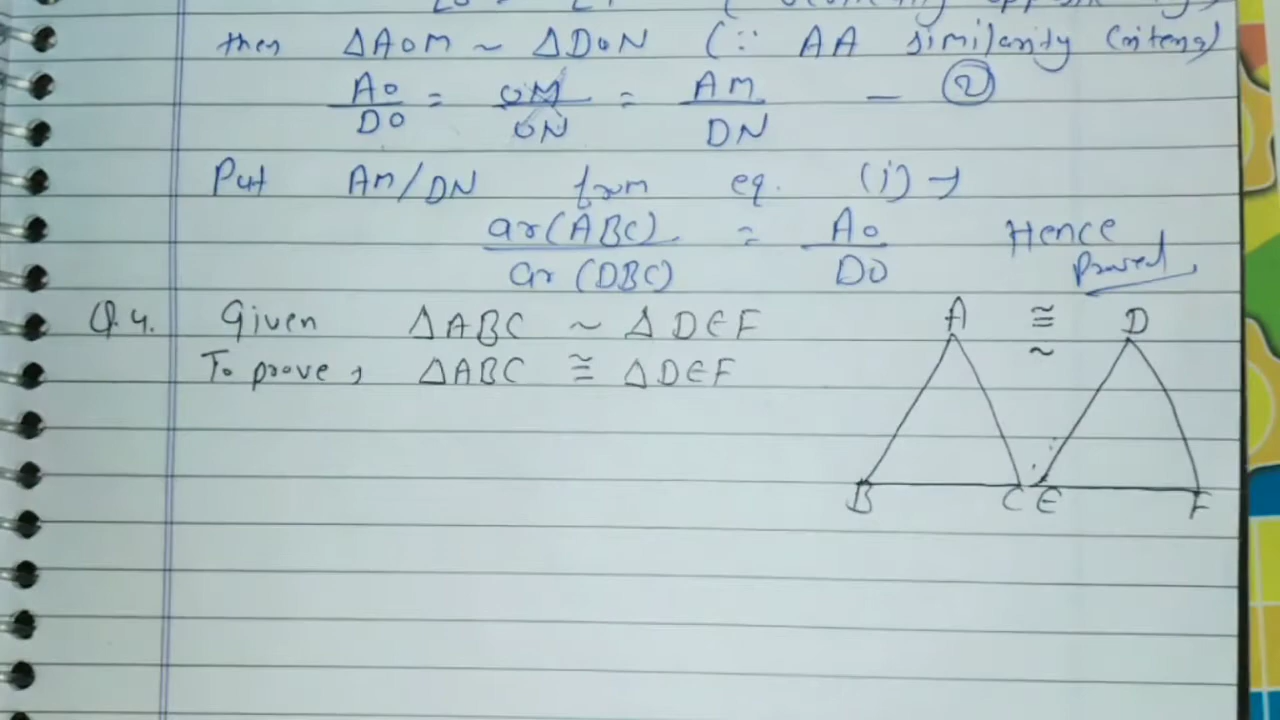 then ΔAOM ~ ΔDON (∵ AA similarity criteria)
AO/DO = OM/ON = AM/DN — ②
Put AM/DN from eq. (i) →
ar(ABC)/ar(DBC) = AO/DO Hence Proved
Q.4. Given ΔABC ~ ΔDEF
To prove, ΔABC ≅ ΔDEF
A ≅ D
~
B C E F